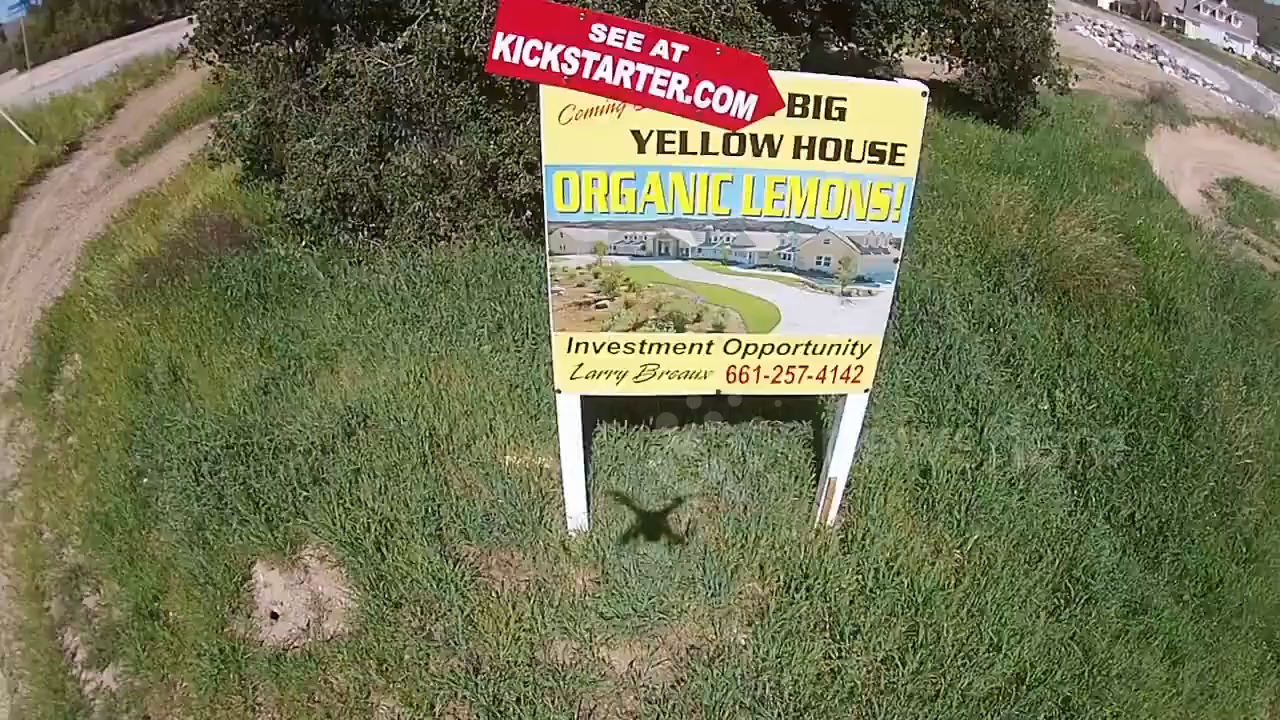 SEE AT
KICKSTARTER.COM
Coming
BIG
YELLOW HOUSE
ORGANIC LEMONS!
Investment Opportunity
Larry Breaux 661-257-4142